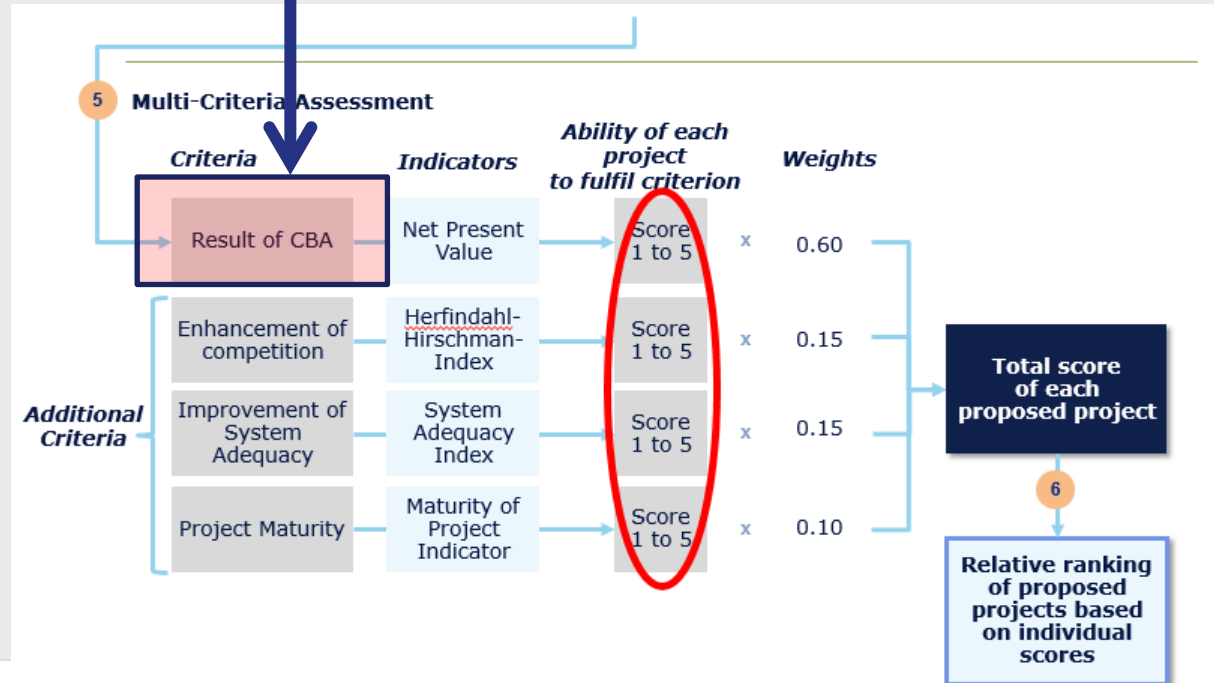 5
Multi-Criteria Assessment
Criteria
Indicators
Ability of each
project
to fulfil criterion
Weights
Result of CBA
Net Present
Value
Score
1 to 5
x
0.60
Enhancement of
competition
Herfindahl-
Hirschman-
Index
Score
1 to 5
x
0.15
Additional
Criteria
Improvement of
System
Adequacy
System
Adequacy
Index
Score
1 to 5
x
0.15
Project Maturity
Maturity of
Project
Indicator
Score
1 to 5
x
0.10
Total score
of each
proposed project
6
Relative ranking
of proposed
projects based
on individual
scores